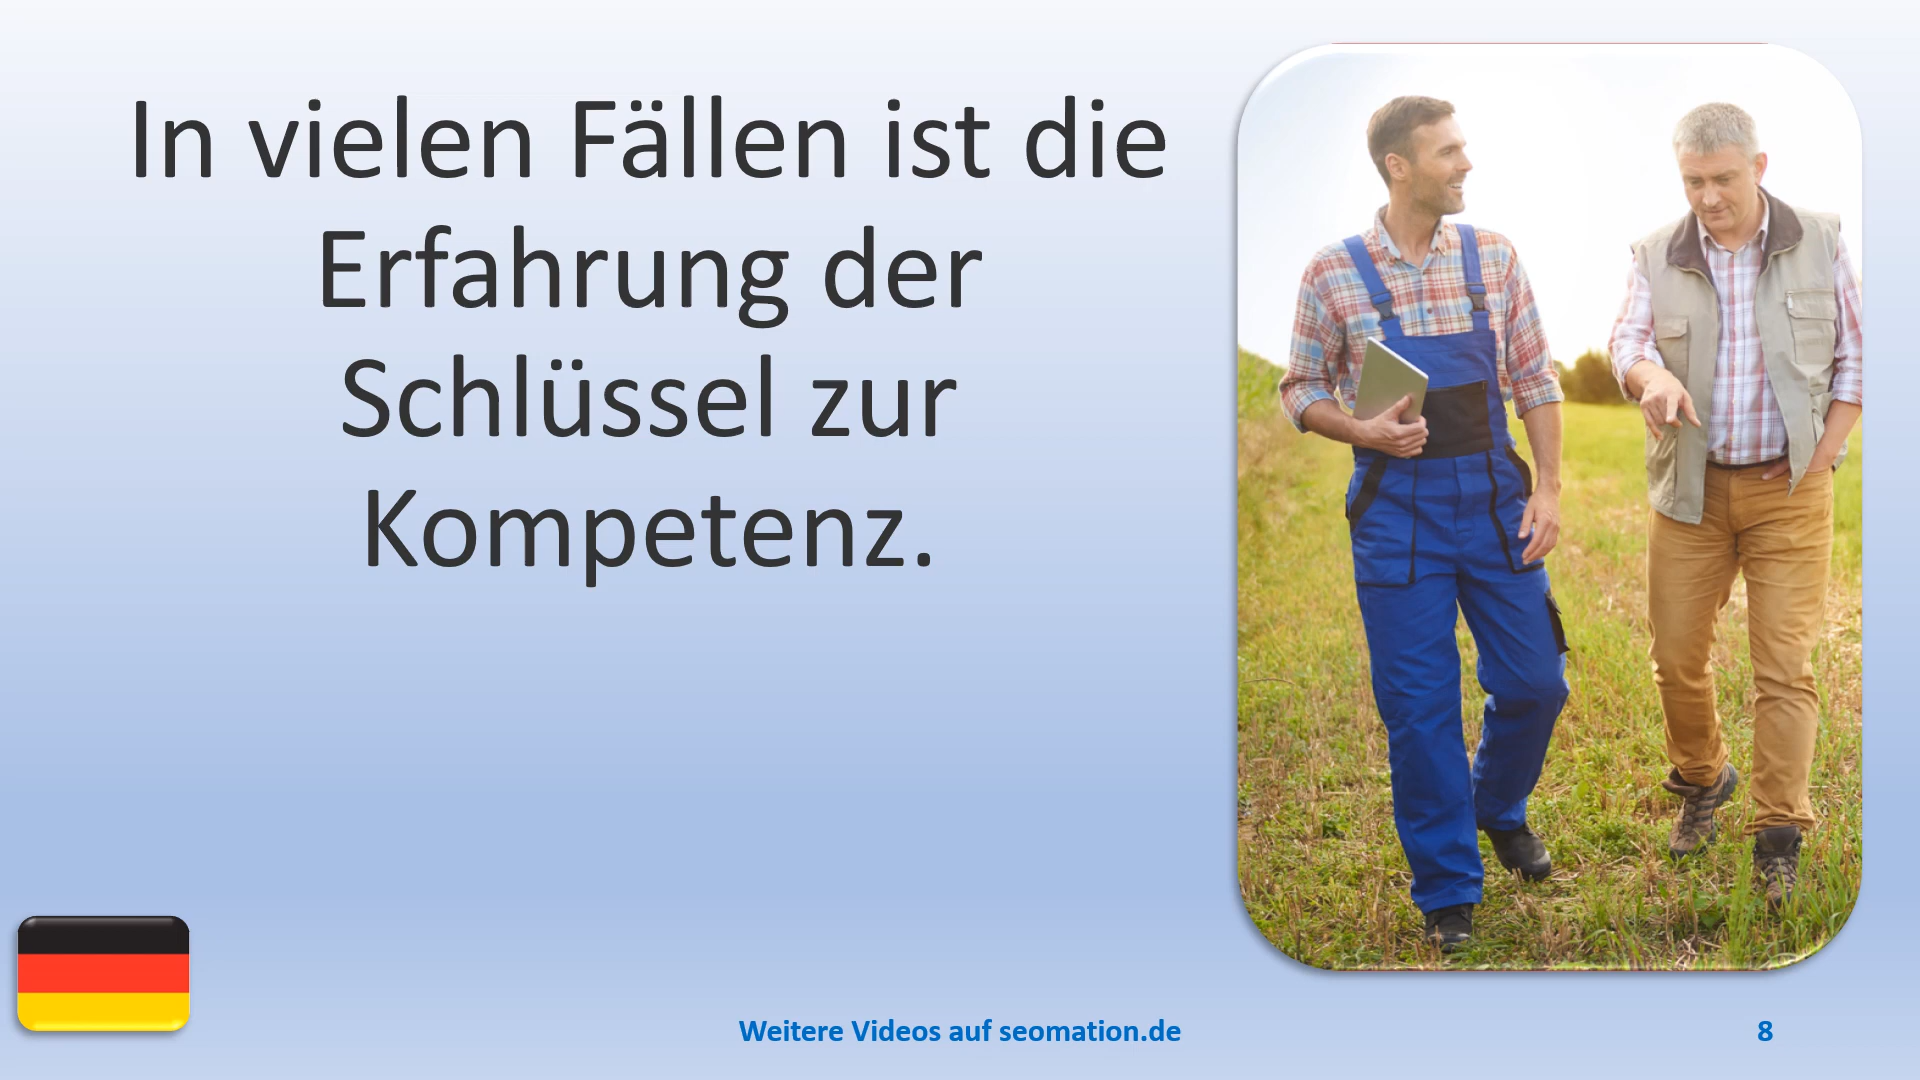 In vielen Fällen ist die
Erfahrung der
Schlüssel zur
Kompetenz.
Weitere Videos auf seomation.de
8